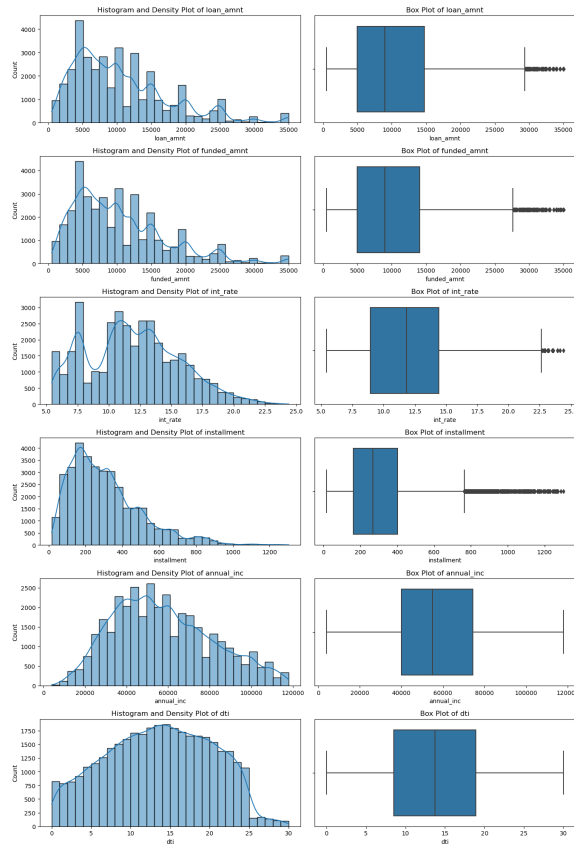 Histogram and Density Plot of loan_amnt
Box Plot of loan_amnt
4000
3000
2000
1000
0
Count
0 5000 10000 15000 20000 25000 30000 35000
loan_amnt
0 5000 10000 15000 20000 25000 30000 35000
loan_amnt
Histogram and Density Plot of funded_amnt
Box Plot of funded_amnt
4000
3000
2000
1000
0
Count
0 5000 10000 15000 20000 25000 30000 35000
funded_amnt
0 5000 10000 15000 20000 25000 30000 35000
funded_amnt
Histogram and Density Plot of int_rate
Box Plot of int_rate
3000
2500
2000
1500
1000
500
0
Count
5.0 7.5 10.0 12.5 15.0 17.5 20.0 22.5 24.5
int_rate
5.0 7.5 10.0 12.5 15.0 17.5 20.0 22.5 25.0
int_rate
Histogram and Density Plot of installment
Box Plot of installment
4000
3500
3000
2500
2000
1500
1000
500
0
Count
0 200 400 600 800 1000 1200
installment
0 200 400 600 800 1000 1200
installment
Histogram and Density Plot of annual_inc
Box Plot of annual_inc
2500
2000
1500
1000
500
0
Count
0 20000 40000 60000 80000 100000 120000
annual_inc
0 20000 40000 60000 80000 100000 120000
annual_inc
Histogram and Density Plot of dti
Box Plot of dti
1750
1500
1250
1000
750
500
250
0
Count
0 5 10 15 20 25 30
dti
0 5 10 15 20 25 30
dti